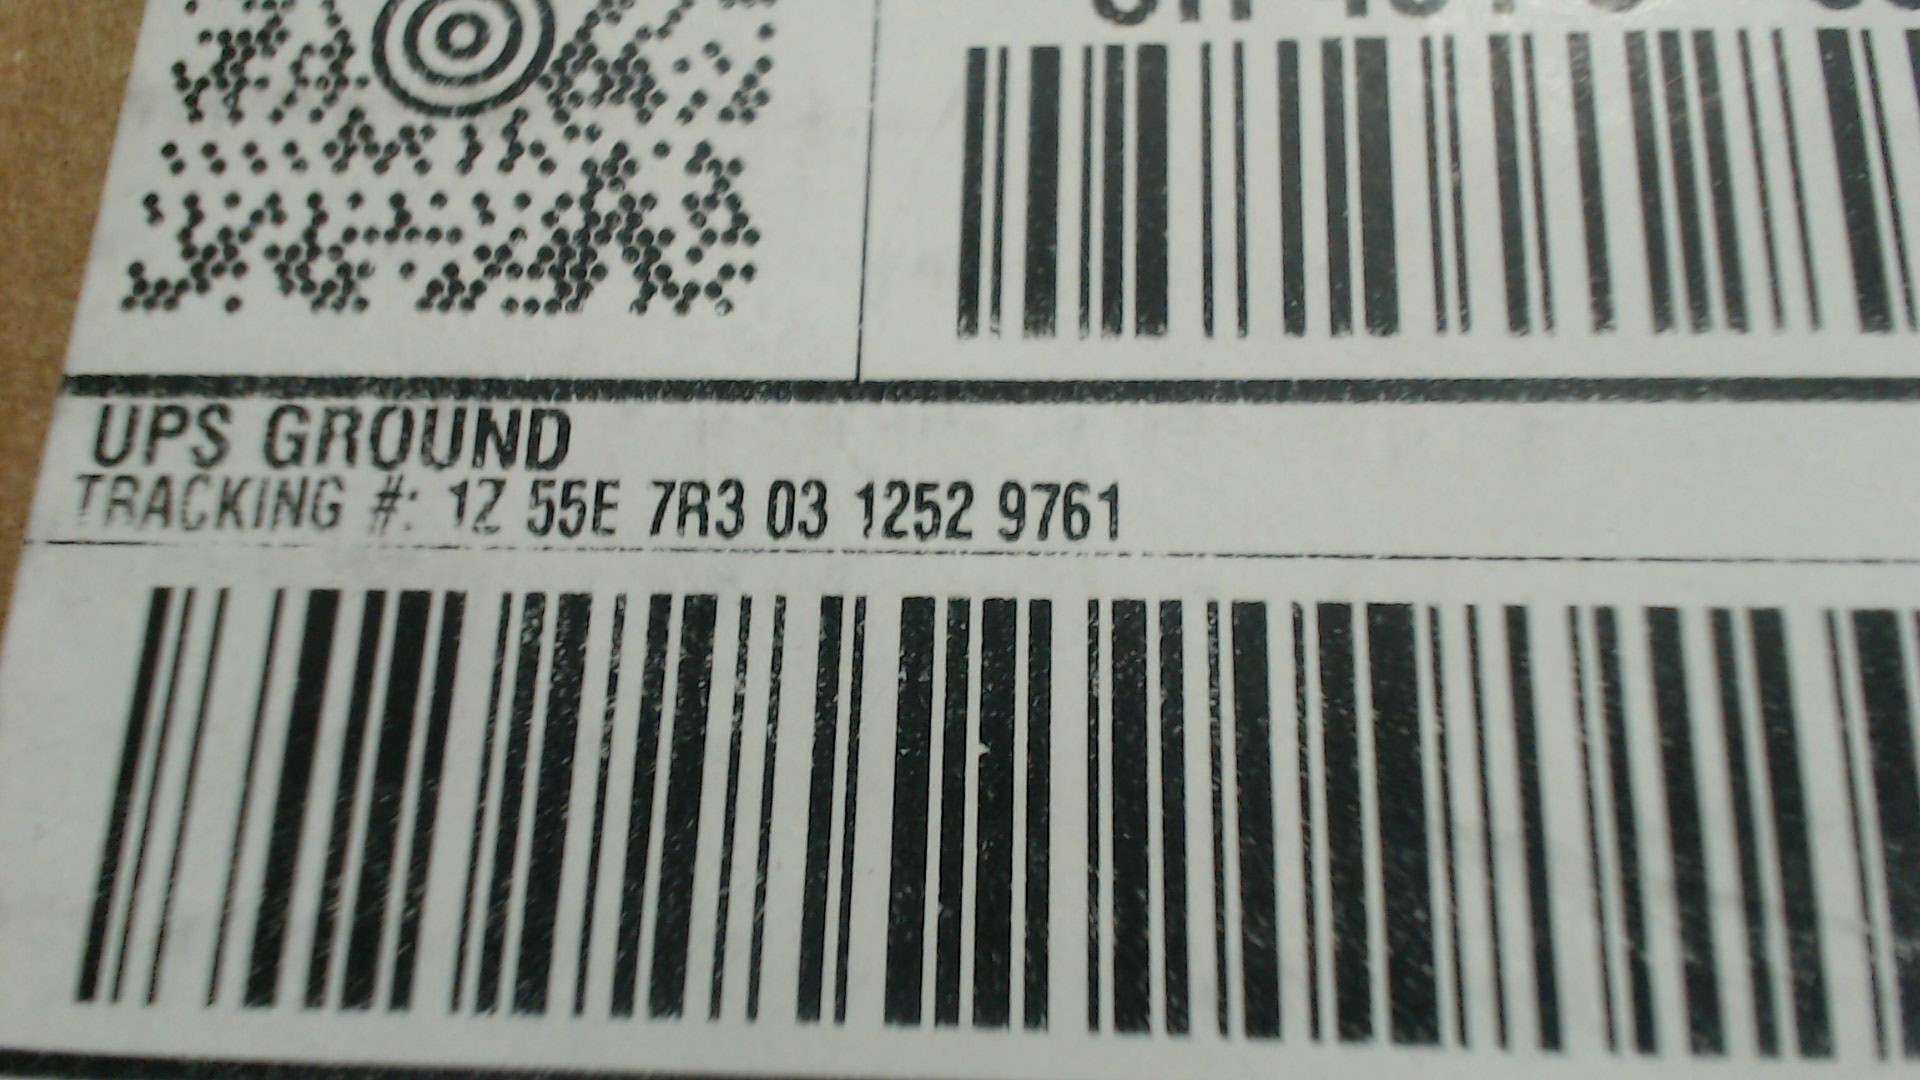 UPS GROUND
TRACKING #: 1Z 55E 7R3 03 1252 9761